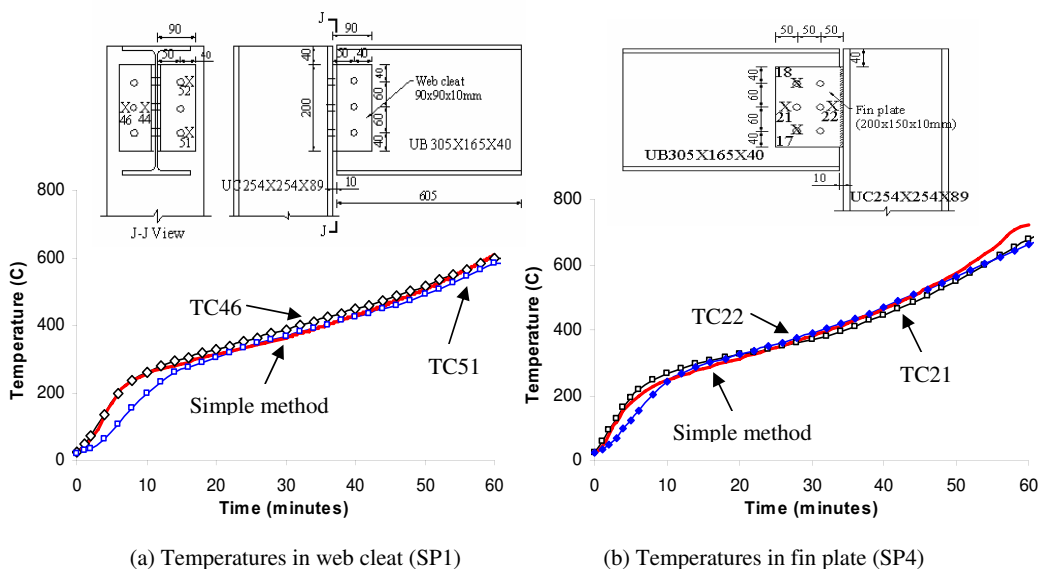 J
90
50
40
40
200
X
52
X X
46 44
X
51
J-J View
90
50 40
40
40
60
60
40
Web cleat
90x90x10mm
UB 305X165X40
UC254X254X89
10
605
J
800
600
400
200
0
Temperature (C)
0 10 20 30 40 50 60
Time (minutes)
TC46
TC51
Simple method
(a) Temperatures in web cleat (SP1)
50 50 50
40
40
60
60
40
18
X
X
21
X
22
X
17
Fin plate
(200x150x10mm)
UB305X165X40
10
UC254X254X89
800
600
400
200
0
Temperature (C)
0 10 20 30 40 50 60
Time (minutes)
TC22
TC21
Simple method
(b) Temperatures in fin plate (SP4)